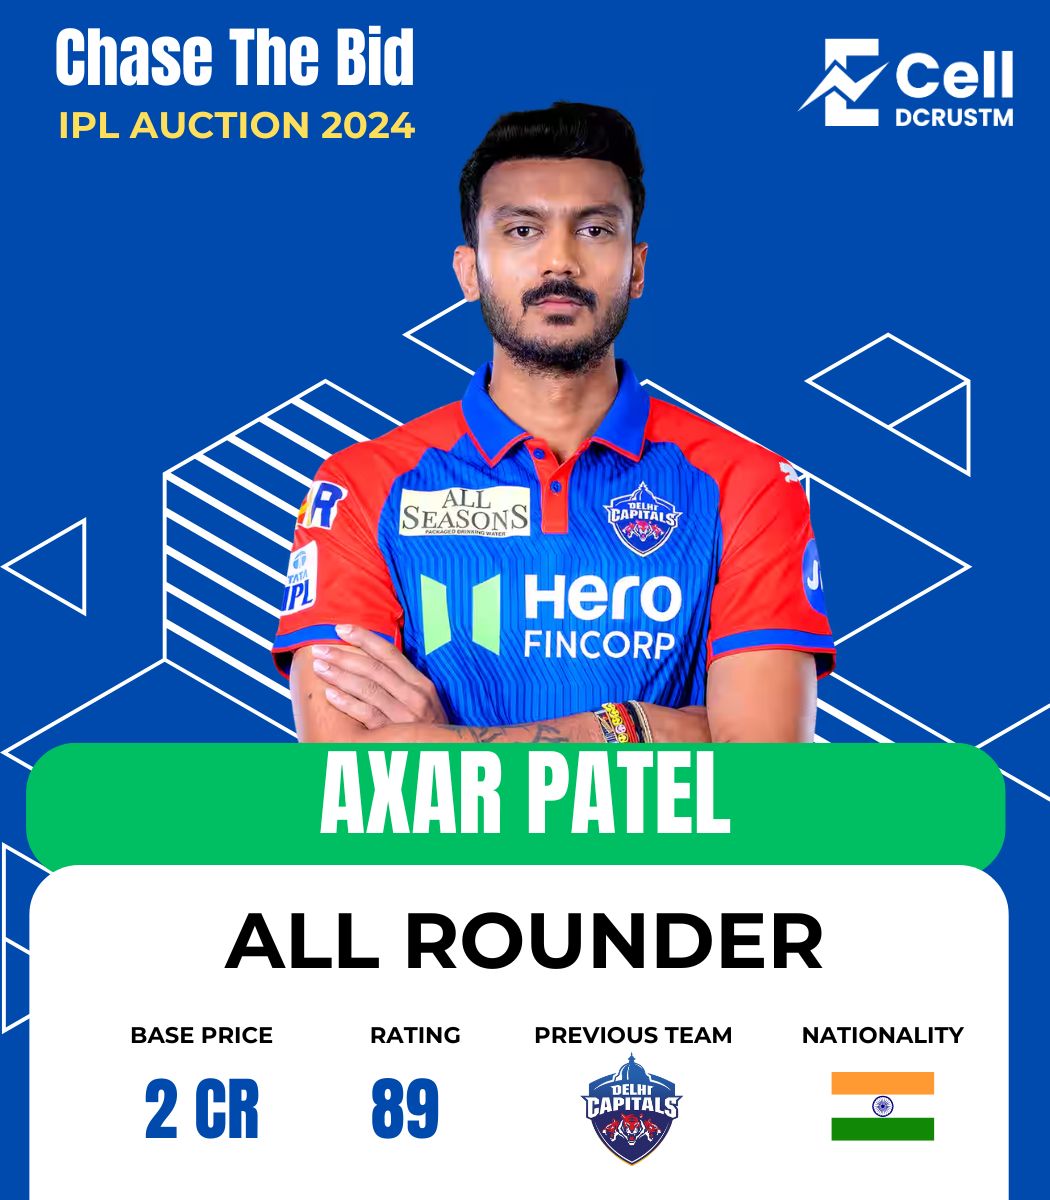 Chase The Bid
IPL AUCTION 2024
Cell
DCRUSTM
ALL
SEASONS
PACKAGED DRINKING WATER
DELHI
CAPITALS
TATA
IPL
Hero
FINCORP
AXAR PATEL
ALL ROUNDER
BASE PRICE
RATING
PREVIOUS TEAM
NATIONALITY
2 CR
89
DELHI
CAPITALS